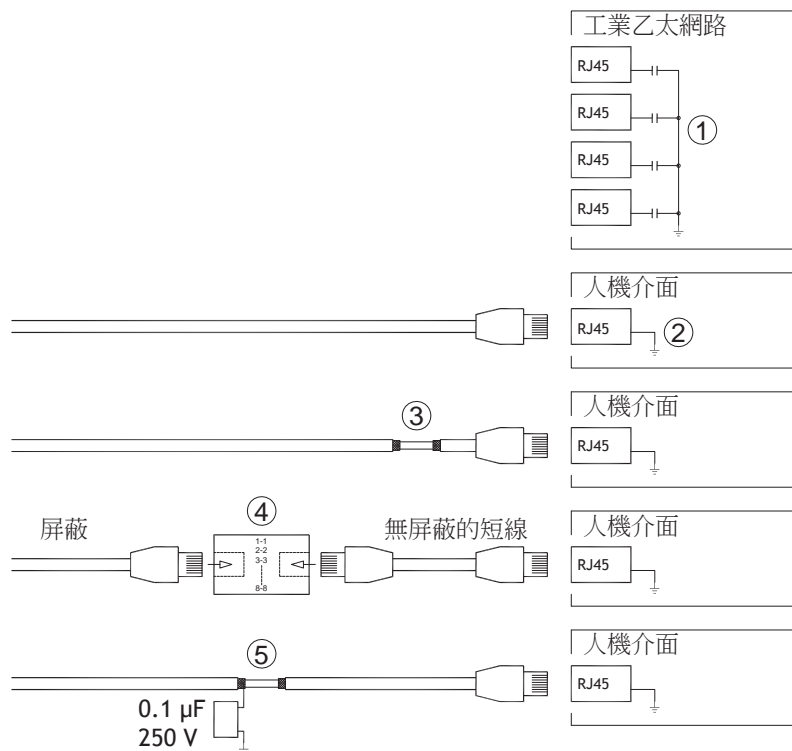 工業乙太網路
RJ45
RJ45
①
RJ45
RJ45
人機介面
RJ45
②
③
人機介面
RJ45
屏蔽
④
無屏蔽的短線
1-1
2-2
3-3
8-8
人機介面
RJ45
⑤
人機介面
RJ45
0.1 µF
250 V